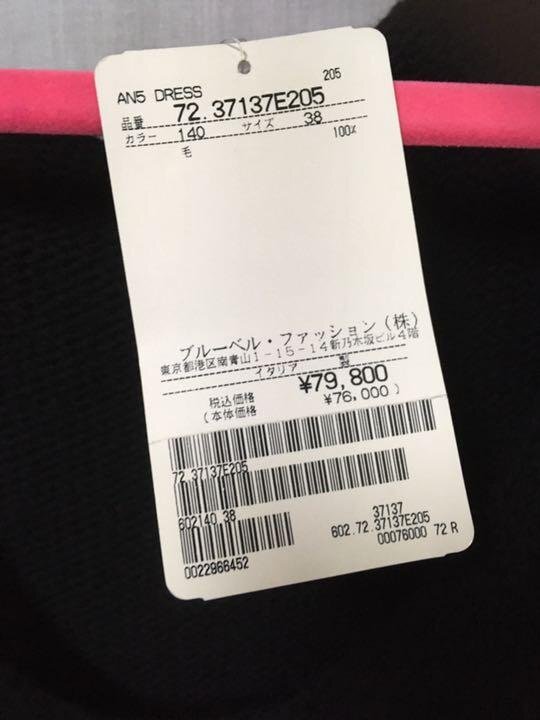 205
AN5 DRESS
品番 72.37137E205
カラー 140 サイズ 38
毛 100%
ブルーベル・ファッション(株)
東京都港区南青山1-15-14新乃木坂ビル4階
イタリア 製
税込価格 ¥79,800
(本体価格 ¥76,000)
72.37137E205
602140.38
0022966452
37137
602.72.37137E205
00076000 72 R